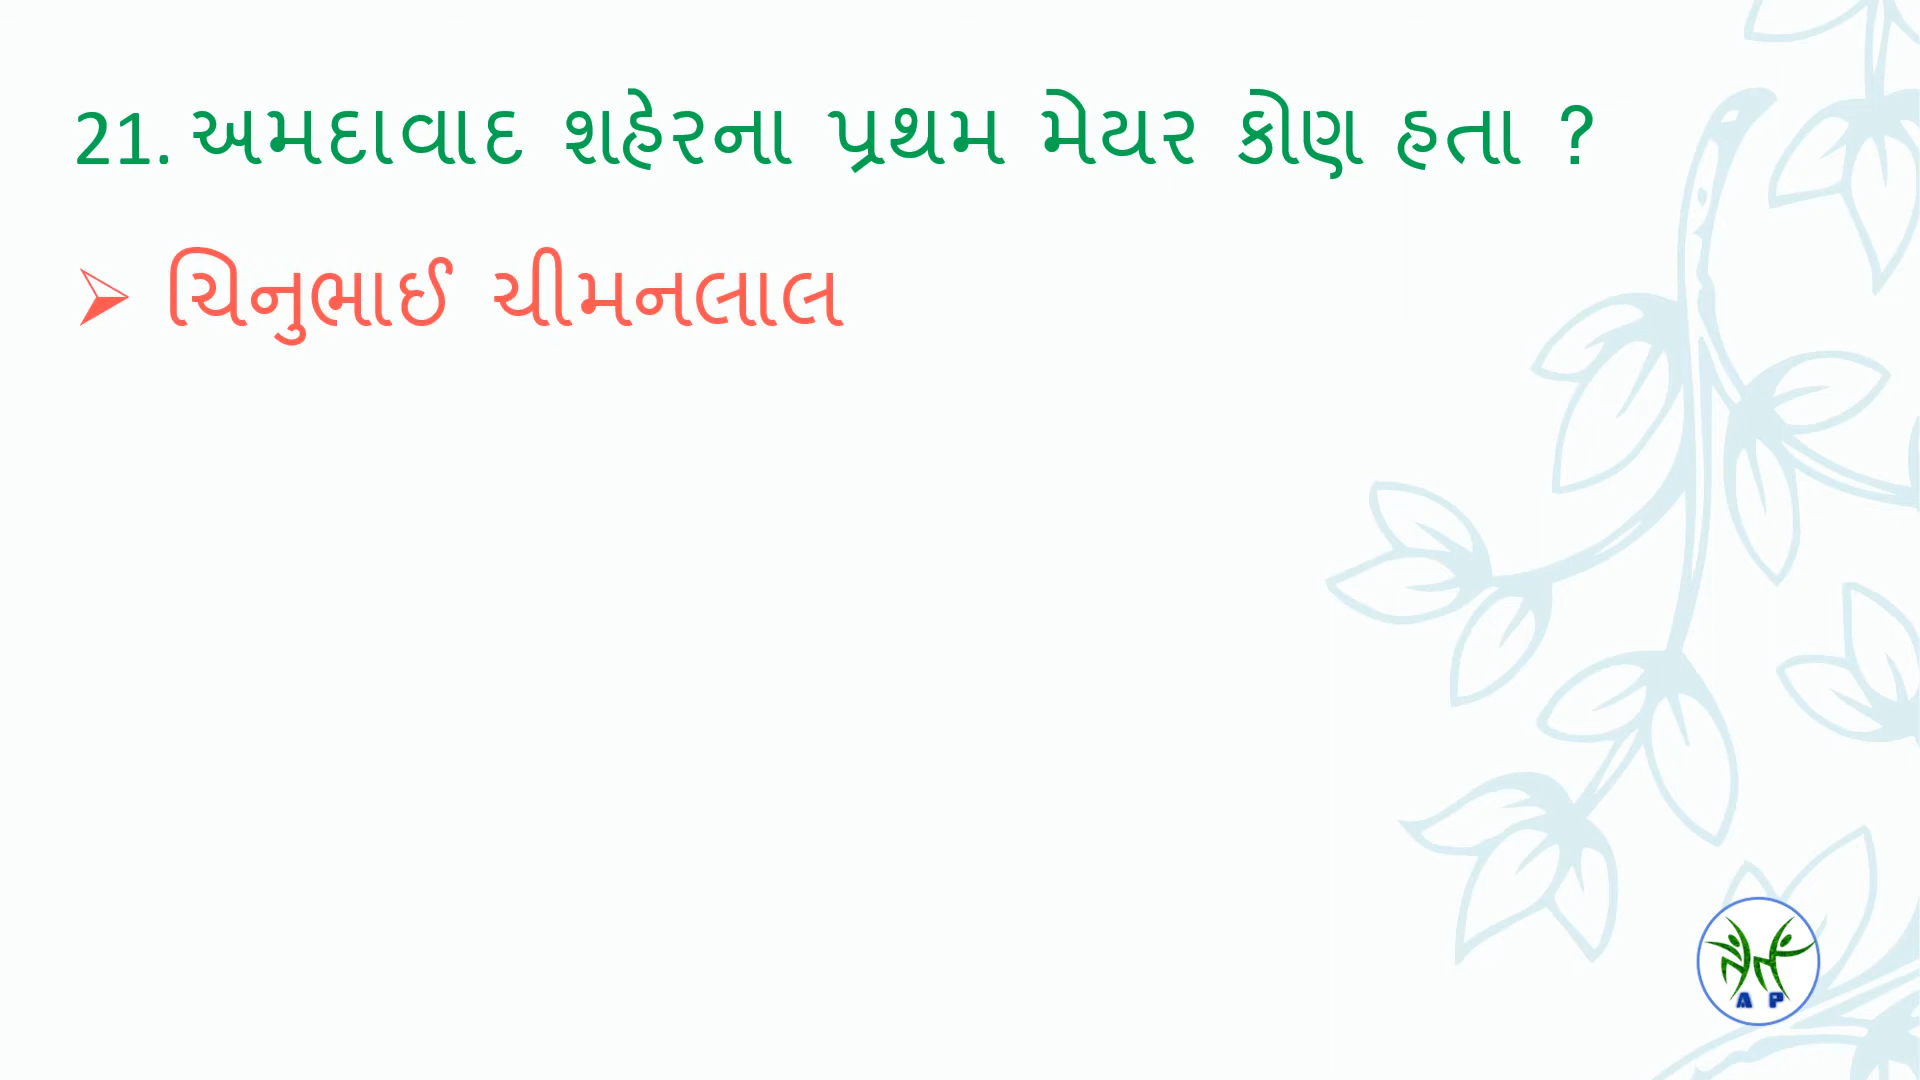 21. અમદાવાદ શહેરના પ્રથમ મેયર કોણ હતા ?
➢ ચિનુભાઈ ચીમનલાલ
A P